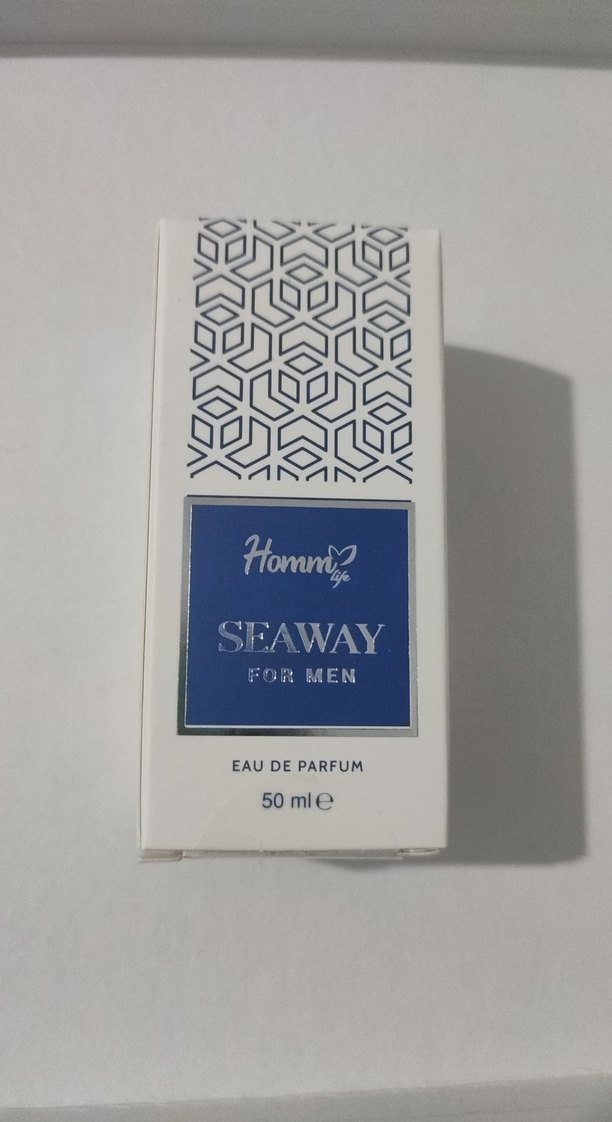 Homm
life
SEAWAY
FOR MEN
EAU DE PARFUM
50 ml ℮